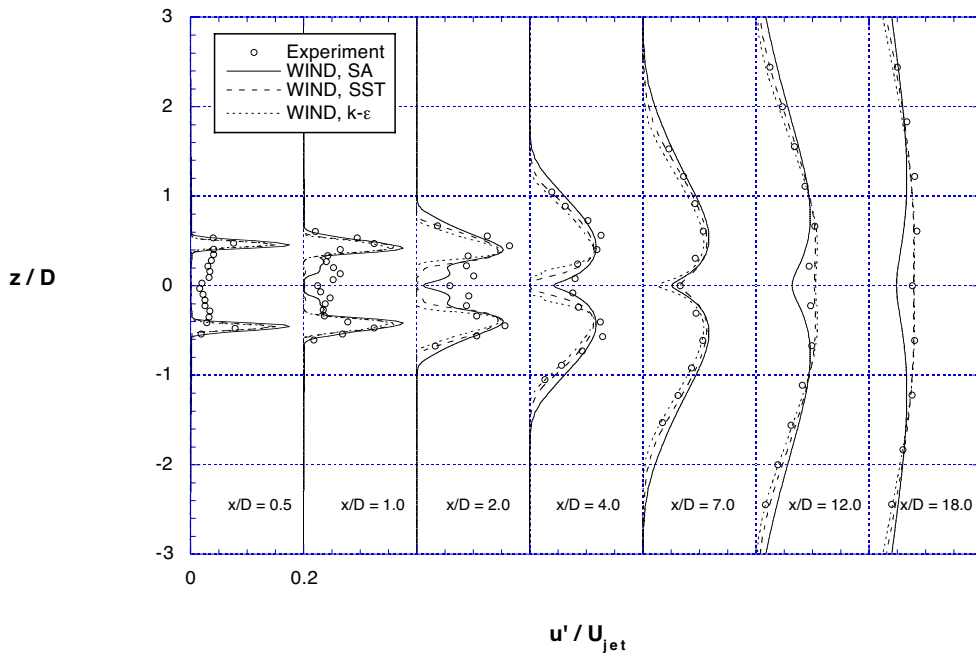 3
Experiment
WIND, SA
WIND, SST
WIND, k-ε
2
1
z / D
0
-1
-2
x/D = 0.5 x/D = 1.0 x/D = 2.0 x/D = 4.0 x/D = 7.0 x/D = 12.0 x/D = 18.0
-3
0 0.2
u' / U_jet